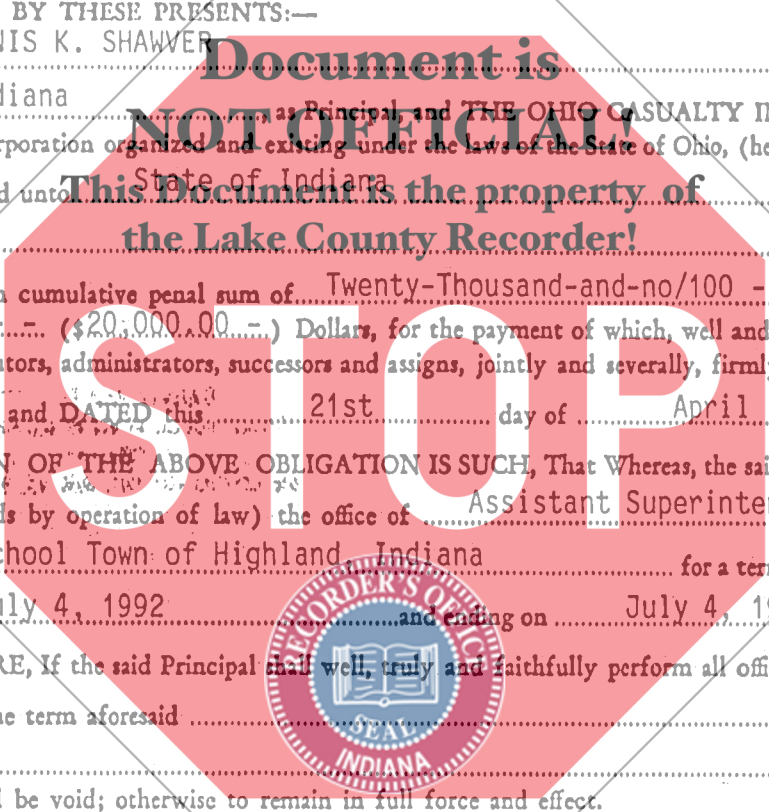 BY THESE PRESENTS:—
NIS K. SHAWVER
Document is
diana
, as Principal, and THE OHIO CASUALTY I
NOT OFFICIAL!
rporation organized and existing under the laws of the State of Ohio, (he
d unto State of Indiana
This Document is the property of
the Lake County Recorder!
cumulative penal sum of Twenty-Thousand-and-no/100 -
- ($20,000.00 -) Dollars, for the payment of which, well and
utors, administrators, successors and assigns, jointly and severally, firml
and DATED this 21st day of April
STOP
N OF THE ABOVE OBLIGATION IS SUCH, That Whereas, the sai
ds by operation of law) the office of Assistant Superinte
chool Town of Highland, Indiana for a ter
uly 4, 1992 and ending on July 4, 19
RE, If the said Principal shall well, truly and faithfully perform all offi
he term aforesaid
RECORDER'S OFFICE
SEAL
INDIANA
be void; otherwise to remain in full force and effect.